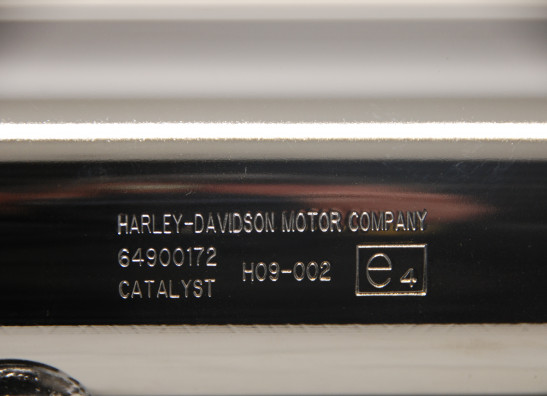 HARLEY-DAVIDSON MOTOR COMPANY
64900172
H09-002
CATALYST
e4